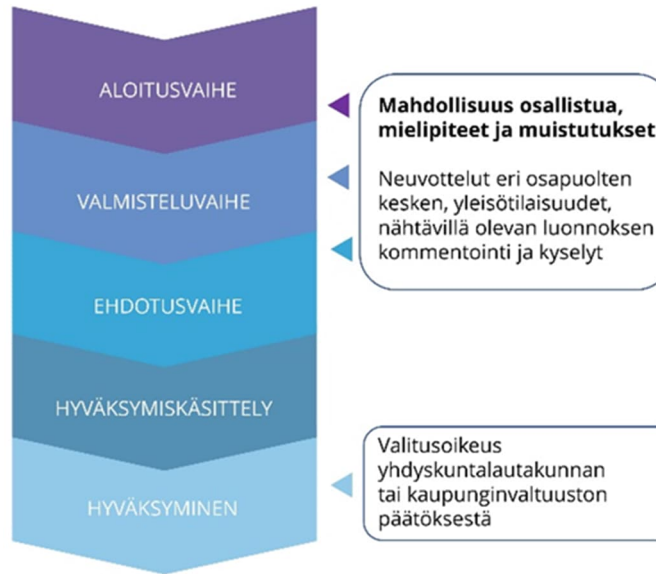 ALOITUSVAIHE
Mahdollisuus osallistua,
mielipiteet ja muistutukset
VALMISTELUVAIHE
Neuvottelut eri osapuolten
kesken, yleisötilaisuudet,
nähtävillä olevan luonnoksen
kommentointi ja kyselyt
EHDOTUSVAIHE
HYVÄKSYMISKÄSITTELY
HYVÄKSYMINEN
Valitusoikeus
yhdyskuntalautakunnan
tai kaupunginvaltuuston
päätöksestä